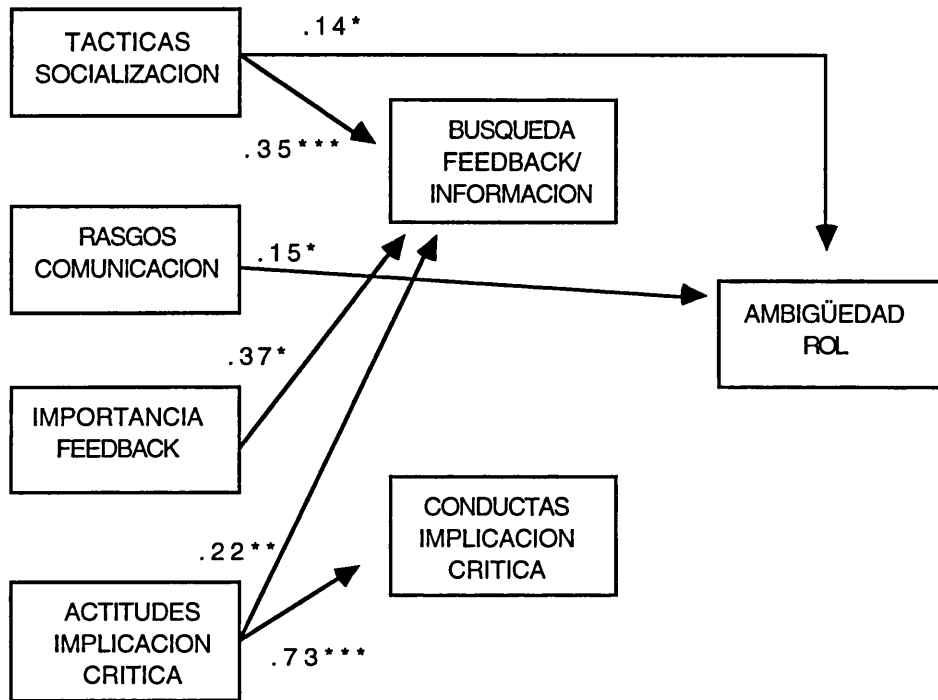 .14*
TACTICAS
SOCIALIZACION
.35***
BUSQUEDA
FEEDBACK/
INFORMACION
RASGOS
COMUNICACION
.15*
AMBIGÜEDAD
ROL
.37*
IMPORTANCIA
FEEDBACK
CONDUCTAS
IMPLICACION
CRITICA
.22**
ACTITUDES
IMPLICACION
CRITICA
.73***